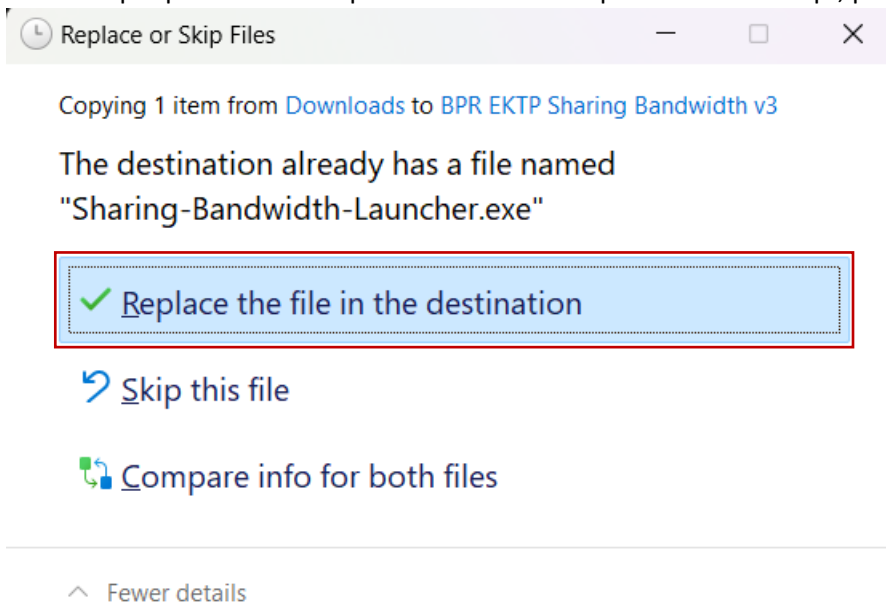 Replace or Skip Files
Copying 1 item from Downloads to BPR EKTP Sharing Bandwidth v3
The destination already has a file named
"Sharing-Bandwidth-Launcher.exe"
Replace the file in the destination
Skip this file
Compare info for both files
Fewer details